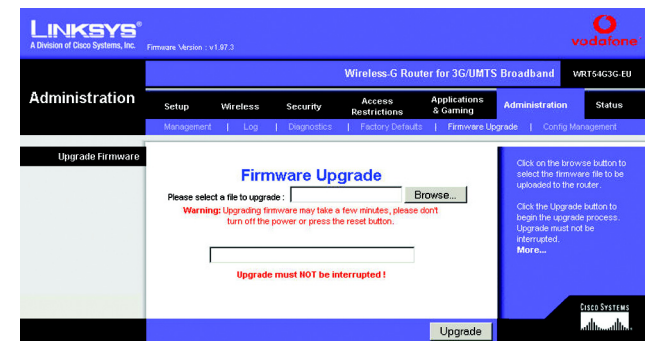 LINKSYS®
A Division of Cisco Systems, Inc.
Firmware Version : v1.97.3
vodafone
Wireless-G Router for 3G/UMTS Broadband
WRT54G3G-EU
Administration
Setup
Wireless
Security
Access Restrictions
Applications & Gaming
Administration
Status
Management | Log | Diagnostics | Factory Defaults | Firmware Upgrade | Config Management
Upgrade Firmware
Firmware Upgrade
Please select a file to upgrade :
Browse...
Warning: Upgrading firmware may take a few minutes, please don't
turn off the power or press the reset button.
Upgrade must NOT be interrupted !
Click on the browse button to
select the firmware file to be
uploaded to the router.
Click the Upgrade button to
begin the upgrade process.
Upgrade must not be
interrupted.
More...
Upgrade
CISCO SYSTEMS